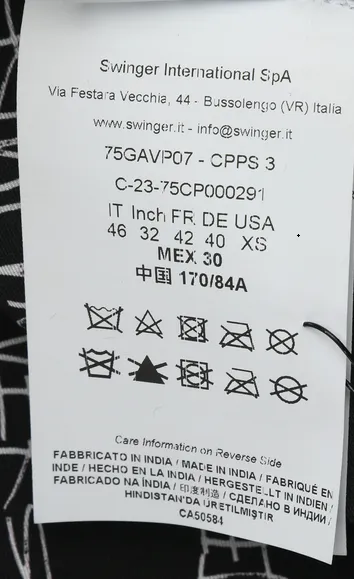 Swinger International SpA
Via Festara Vecchia, 44 - Bussolengo (VR) Italia
www.swinger.it - info@swinger.it
75GAVP07 - CPPS 3
C-23-75CP000291
IT Inch FR DE USA
46 32 42 40 XS
MEX 30
中国 170/84A
Care Information on Reverse Side
FABBRICATO IN INDIA / MADE IN INDIA / FABRIQUÉ EN
INDE / HECHO EN LA INDIA / HERGESTELLT IN INDIEN /
FABRICADO NA ÍNDIA / 印度制造 / СДЕЛАНО В ИНДИИ /
HINDISTAN'DA ÜRETILMIŞTIR
CA50584